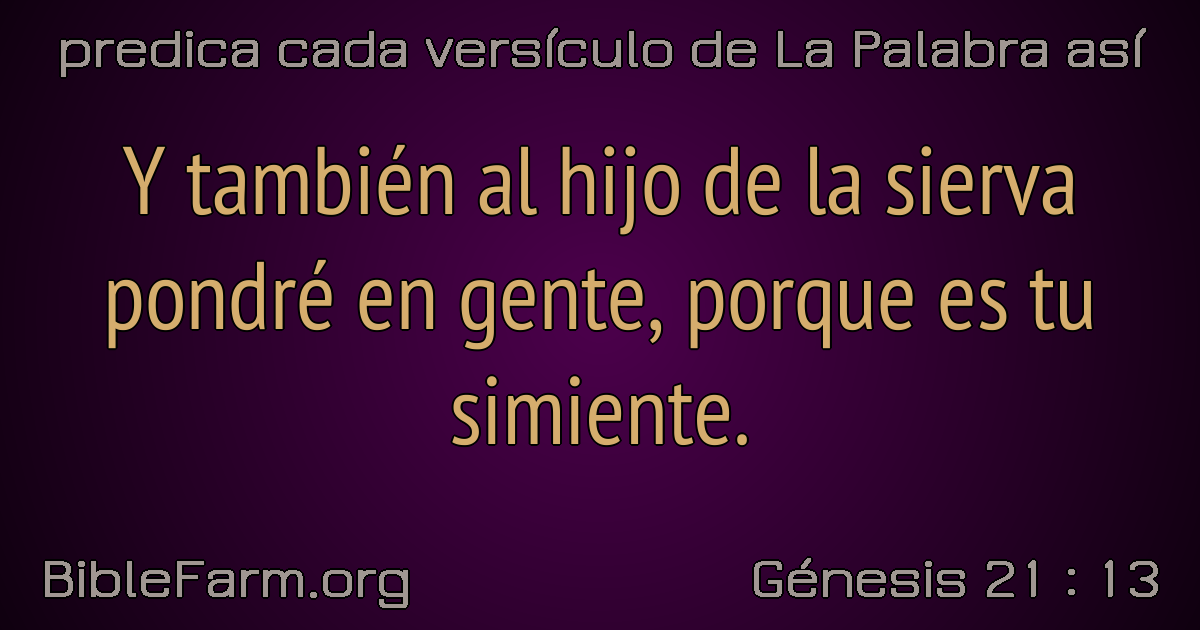 predica cada versículo de La Palabra así
Y también al hijo de la sierva
pondré en gente, porque es tu
simiente.
BibleFarm.org
Génesis 21 : 13